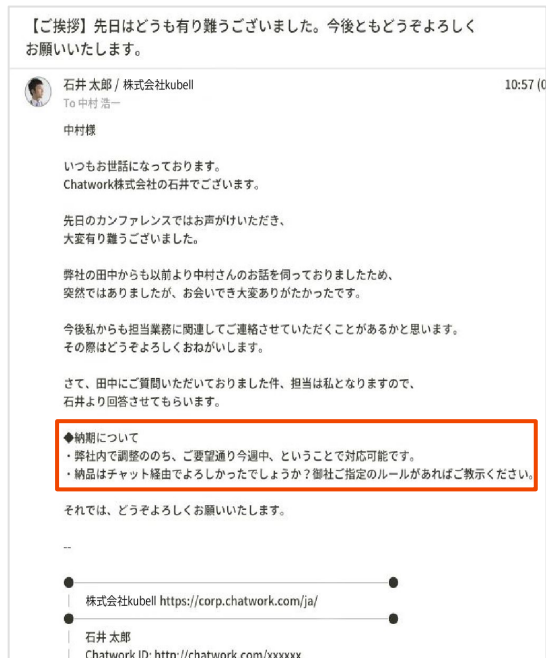 【ご挨拶】先日はどうも有り難うございました。今後ともどうぞよろしく
お願いいたします。
石井 太郎 / 株式会社kubell
10:57 (0
To 中村 浩一
中村様
いつもお世話になっております。
Chatwork株式会社の石井でございます。
先日のカンファレンスではお声がけいただき、
大変有り難うございました。
弊社の田中からも以前より中村さんのお話を伺っておりましたため、
突然ではありましたが、お会いでき大変ありがたかったです。
今後私からも担当業務に関連してご連絡させていただくことがあるかと思います。
その際はどうぞよろしくおねがいします。
さて、田中にご質問いただいておりました件、担当は私となりますので、
石井より回答させてもらいます。
◆納期について
・弊社内で調整ののち、ご要望通り今週中、ということで対応可能です。
・納品はチャット経由でよろしかったでしょうか？御社ご指定のルールがあればご教示ください。
それでは、どうぞよろしくお願いいたします。
--
株式会社kubell https://corp.chatwork.com/ja/
石井 太郎
Chatwork ID: http://chatwork.com/xxxxxx